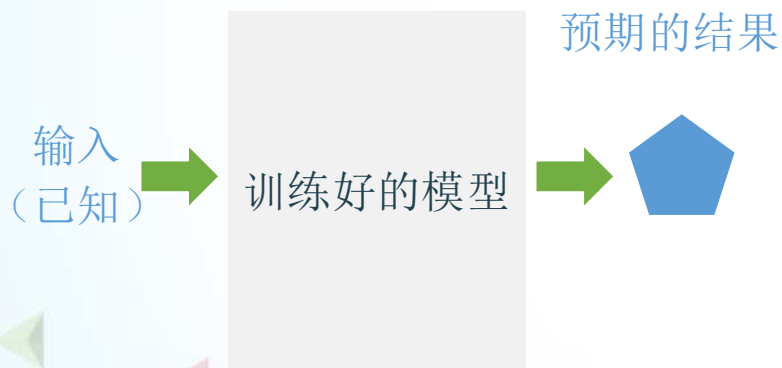 预期的结果
输入
（已知）
训练好的模型